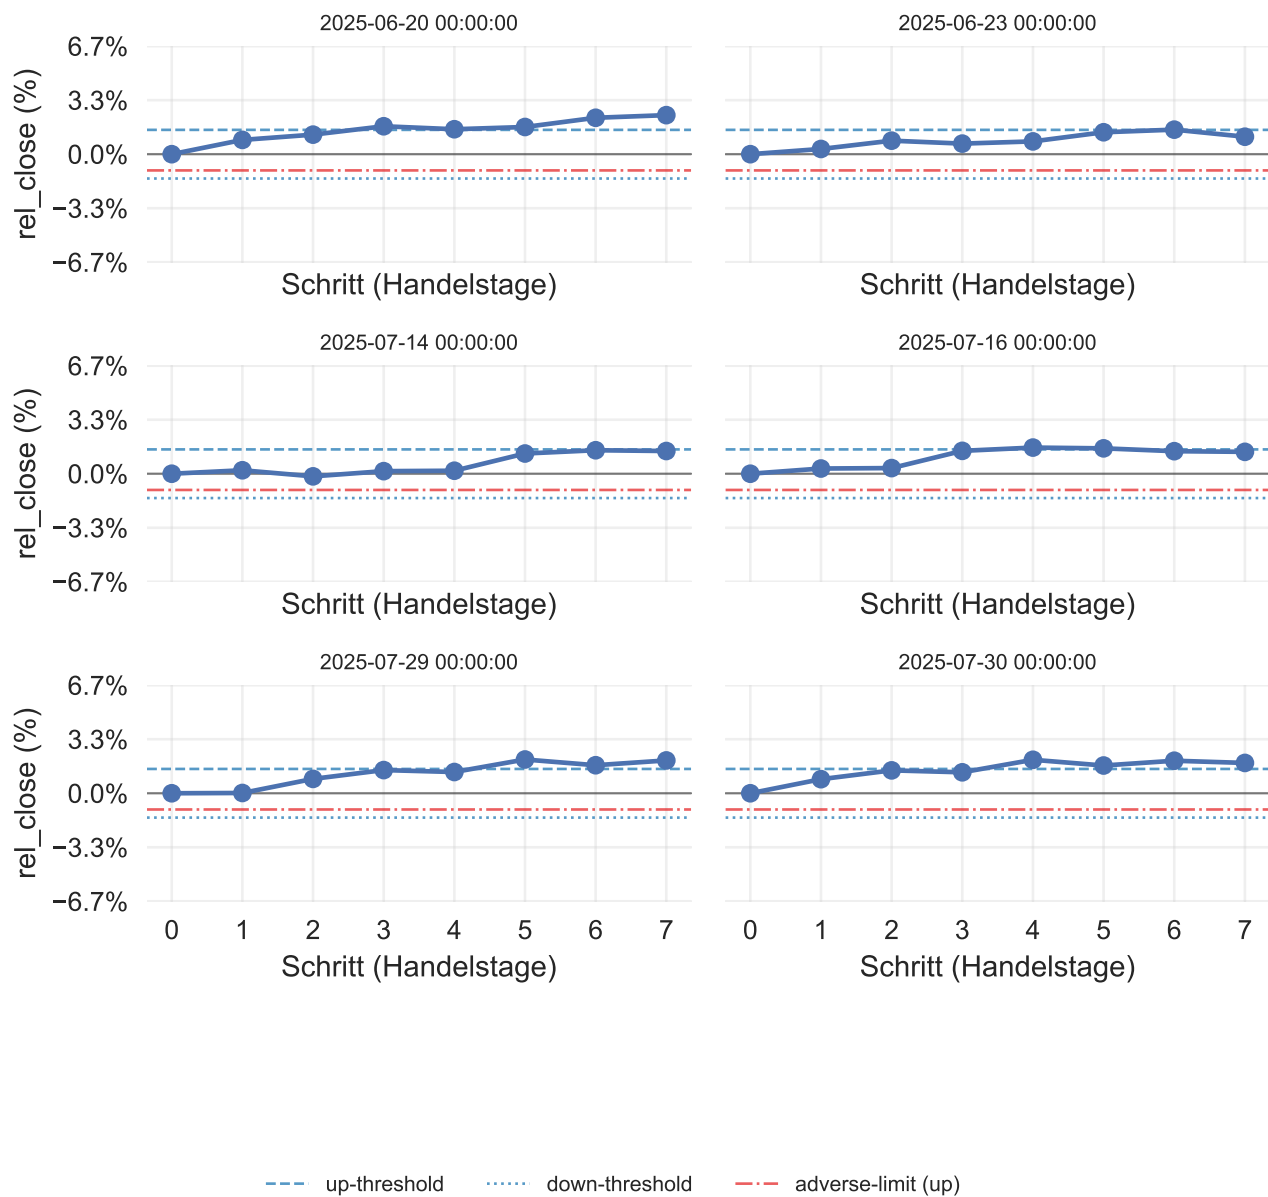 2025-06-20 00:00:00
2025-06-23 00:00:00
6.7%
3.3%
0.0%
−3.3%
−6.7%
rel_close (%)
Schritt (Handelstage)
Schritt (Handelstage)
2025-07-14 00:00:00
2025-07-16 00:00:00
6.7%
3.3%
0.0%
−3.3%
−6.7%
rel_close (%)
Schritt (Handelstage)
Schritt (Handelstage)
2025-07-29 00:00:00
2025-07-30 00:00:00
6.7%
3.3%
0.0%
−3.3%
−6.7%
rel_close (%)
0 1 2 3 4 5 6 7
0 1 2 3 4 5 6 7
Schritt (Handelstage)
Schritt (Handelstage)
up-threshold down-threshold adverse-limit (up)